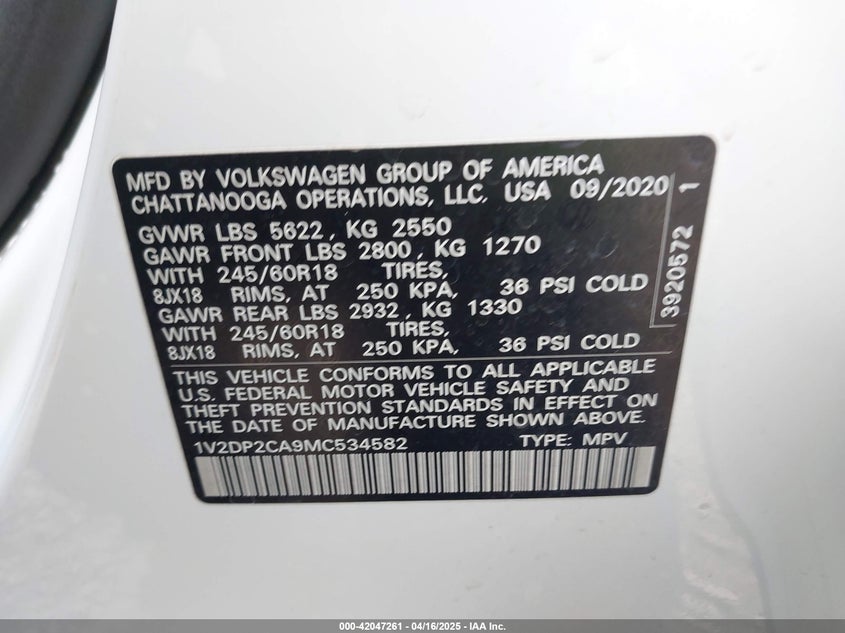 MFD BY VOLKSWAGEN GROUP OF AMERICA
CHATTANOOGA OPERATIONS, LLC. USA 09/2020
GVWR LBS 5622 , KG 2550
GAWR FRONT LBS 2800 , KG 1270
WITH 245/60R18 TIRES,
8JX18 RIMS, AT 250 KPA, 36 PSI COLD
GAWR REAR LBS 2932 , KG 1330
WITH 245/60R18 TIRES,
8JX18 RIMS, AT 250 KPA, 36 PSI COLD
THIS VEHICLE CONFORMS TO ALL APPLICABLE
U.S. FEDERAL MOTOR VEHICLE SAFETY AND
THEFT PREVENTION STANDARDS IN EFFECT ON
THE DATE OF MANUFACTURE SHOWN ABOVE.
1V2DP2CA9MC534582 TYPE: MPV
3920572 1
000-42047261 - 04/16/2025 - IAA Inc.